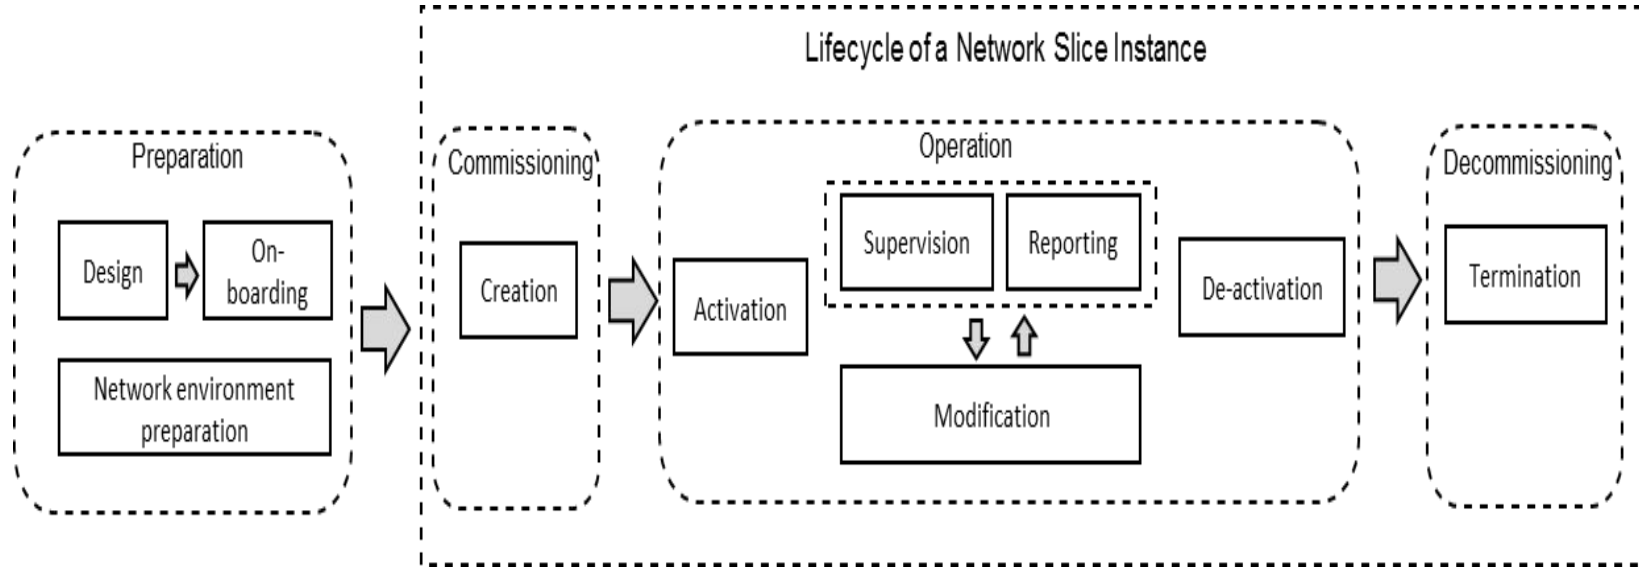 Lifecycle of a Network Slice Instance
Preparation
Design
On-
boarding
Network environment
preparation
Commissioning
Creation
Operation
Activation
Supervision
Reporting
Modification
De-activation
Decommissioning
Termination